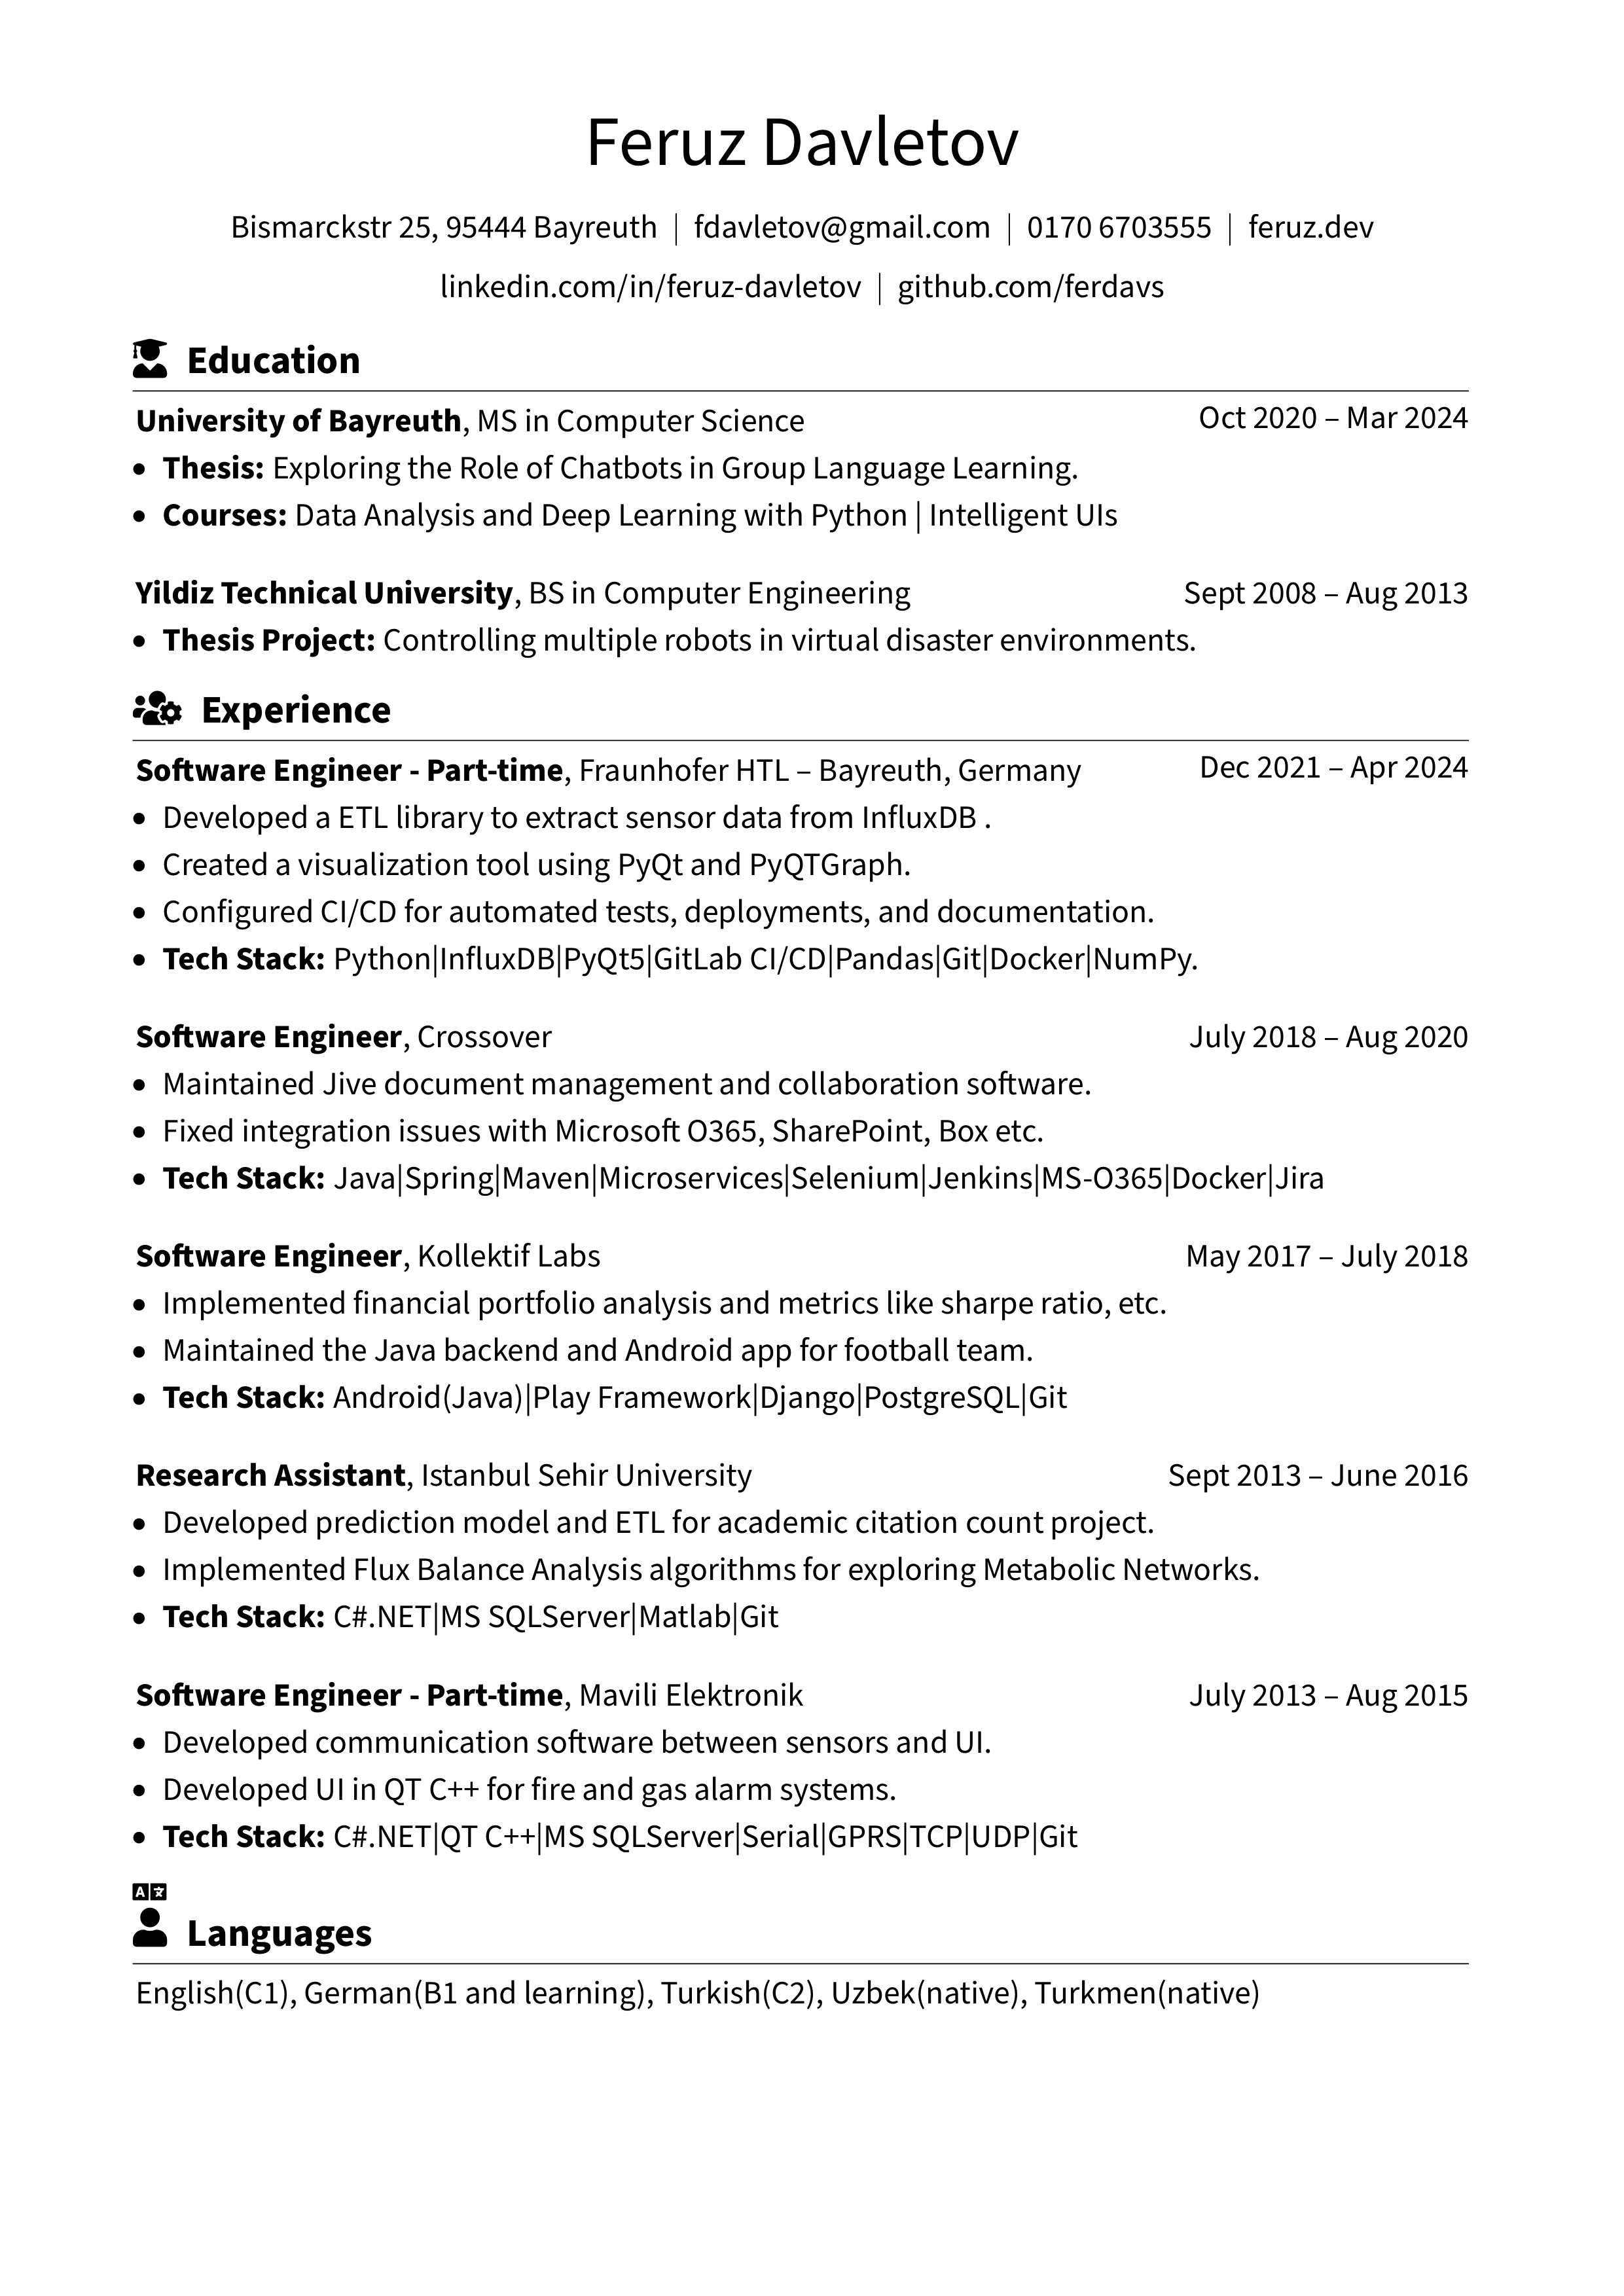 Feruz Davletov
Bismarckstr 25, 95444 Bayreuth | fdavletov@gmail.com | 0170 6703555 | feruz.dev
linkedin.com/in/feruz-davletov | github.com/ferdavs
Education
University of Bayreuth, MS in Computer Science Oct 2020 – Mar 2024
• Thesis: Exploring the Role of Chatbots in Group Language Learning.
• Courses: Data Analysis and Deep Learning with Python | Intelligent UIs
Yildiz Technical University, BS in Computer Engineering Sept 2008 – Aug 2013
• Thesis Project: Controlling multiple robots in virtual disaster environments.
Experience
Software Engineer - Part-time, Fraunhofer HTL – Bayreuth, Germany Dec 2021 – Apr 2024
• Developed a ETL library to extract sensor data from InfluxDB .
• Created a visualization tool using PyQt and PyQTGraph.
• Configured CI/CD for automated tests, deployments, and documentation.
• Tech Stack: Python|InfluxDB|PyQt5|GitLab CI/CD|Pandas|Git|Docker|NumPy.
Software Engineer, Crossover July 2018 – Aug 2020
• Maintained Jive document management and collaboration software.
• Fixed integration issues with Microsoft O365, SharePoint, Box etc.
• Tech Stack: Java|Spring|Maven|Microservices|Selenium|Jenkins|MS-O365|Docker|Jira
Software Engineer, Kollektif Labs May 2017 – July 2018
• Implemented financial portfolio analysis and metrics like sharpe ratio, etc.
• Maintained the Java backend and Android app for football team.
• Tech Stack: Android(Java)|Play Framework|Django|PostgreSQL|Git
Research Assistant, Istanbul Sehir University Sept 2013 – June 2016
• Developed prediction model and ETL for academic citation count project.
• Implemented Flux Balance Analysis algorithms for exploring Metabolic Networks.
• Tech Stack: C#.NET|MS SQLServer|Matlab|Git
Software Engineer - Part-time, Mavili Elektronik July 2013 – Aug 2015
• Developed communication software between sensors and UI.
• Developed UI in QT C++ for fire and gas alarm systems.
• Tech Stack: C#.NET|QT C++|MS SQLServer|Serial|GPRS|TCP|UDP|Git
Languages
English(C1), German(B1 and learning), Turkish(C2), Uzbek(native), Turkmen(native)